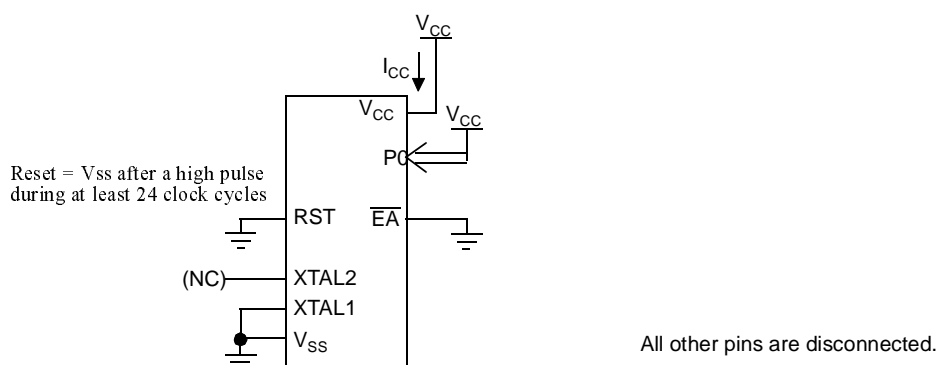 VCC
ICC
VCC
VCC
P0
Reset = Vss after a high pulse
during at least 24 clock cycles
RST
EA
(NC)
XTAL2
XTAL1
VSS
All other pins are disconnected.